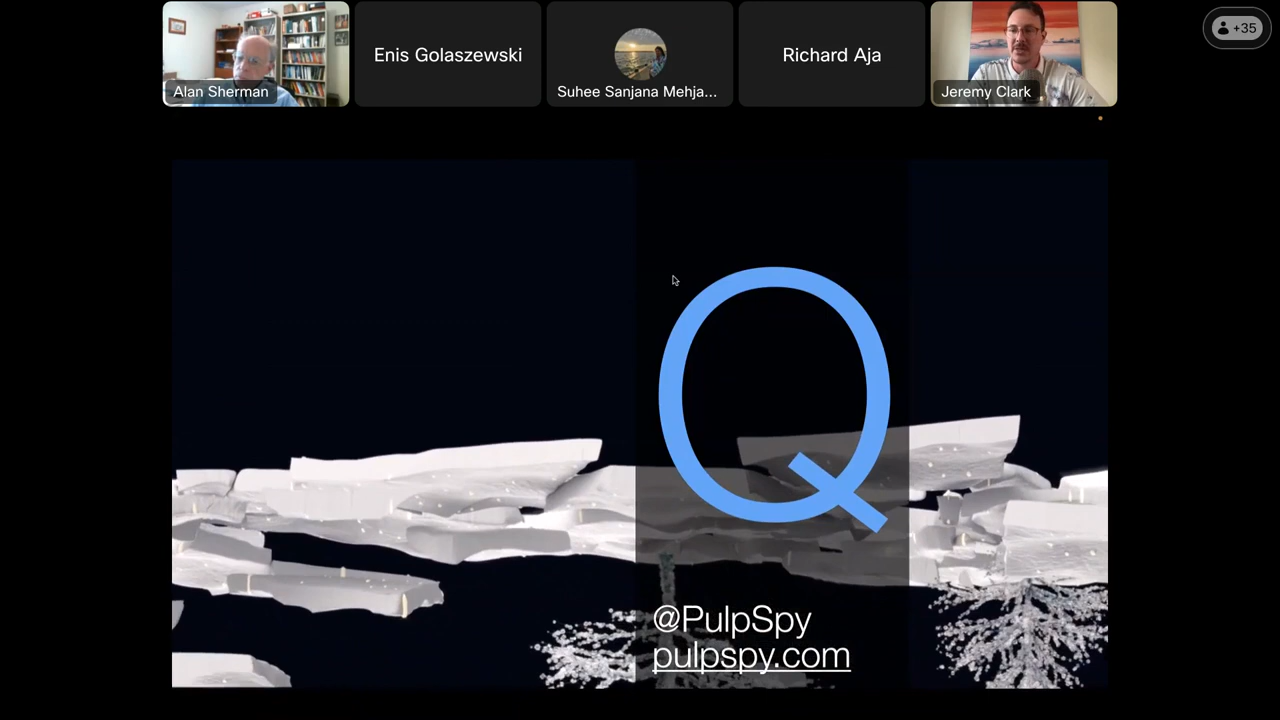 Alan Sherman
Enis Golaszewski
Suhee Sanjana Mehja...
Richard Aja
Jeremy Clark
+35
Q
@PulpSpy
pulpspy.com